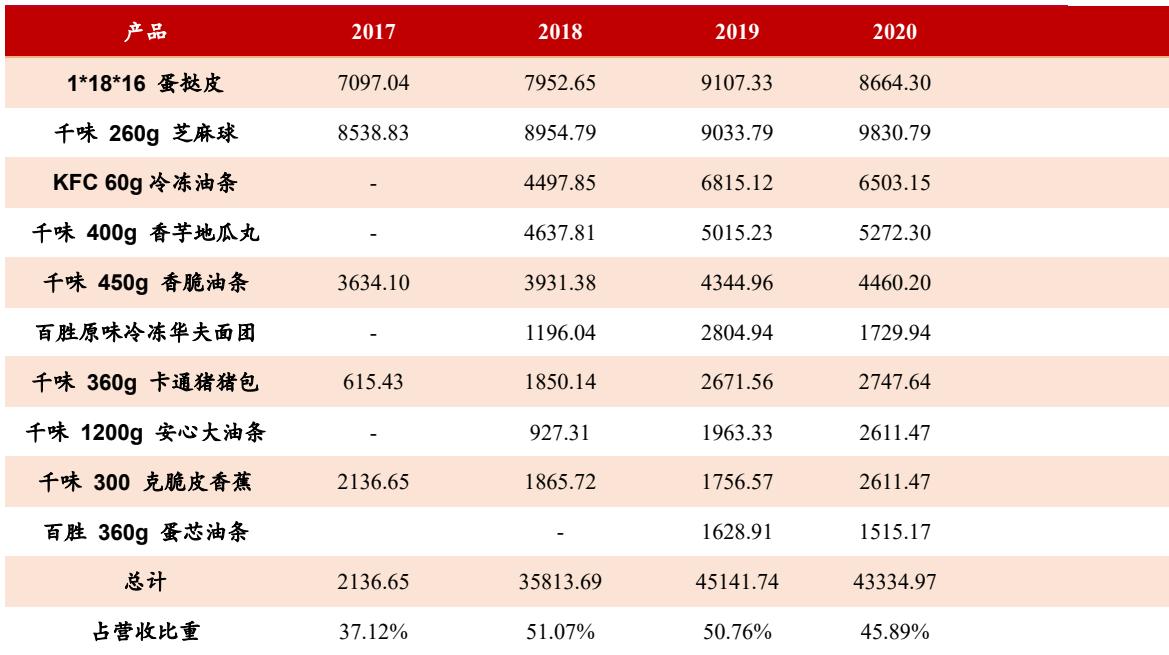 产品 2017 2018 2019 2020
1*18*16 蛋挞皮 7097.04 7952.65 9107.33 8664.30
千味 260g 芝麻球 8538.83 8954.79 9033.79 9830.79
KFC 60g冷冻油条 - 4497.85 6815.12 6503.15
千味 400g 香芋地瓜丸 - 4637.81 5015.23 5272.30
千味 450g 香脆油条 3634.10 3931.38 4344.96 4460.20
百胜原味冷冻华夫面团 - 1196.04 2804.94 1729.94
千味 360g 卡通猪猪包 615.43 1850.14 2671.56 2747.64
千味 1200g 安心大油条 - 927.31 1963.33 2611.47
千味 300 克脆皮香蕉 2136.65 1865.72 1756.57 2611.47
百胜 360g 蛋芯油条 - 1628.91 1515.17
总计 2136.65 35813.69 45141.74 43334.97
占营收比重 37.12% 51.07% 50.76% 45.89%